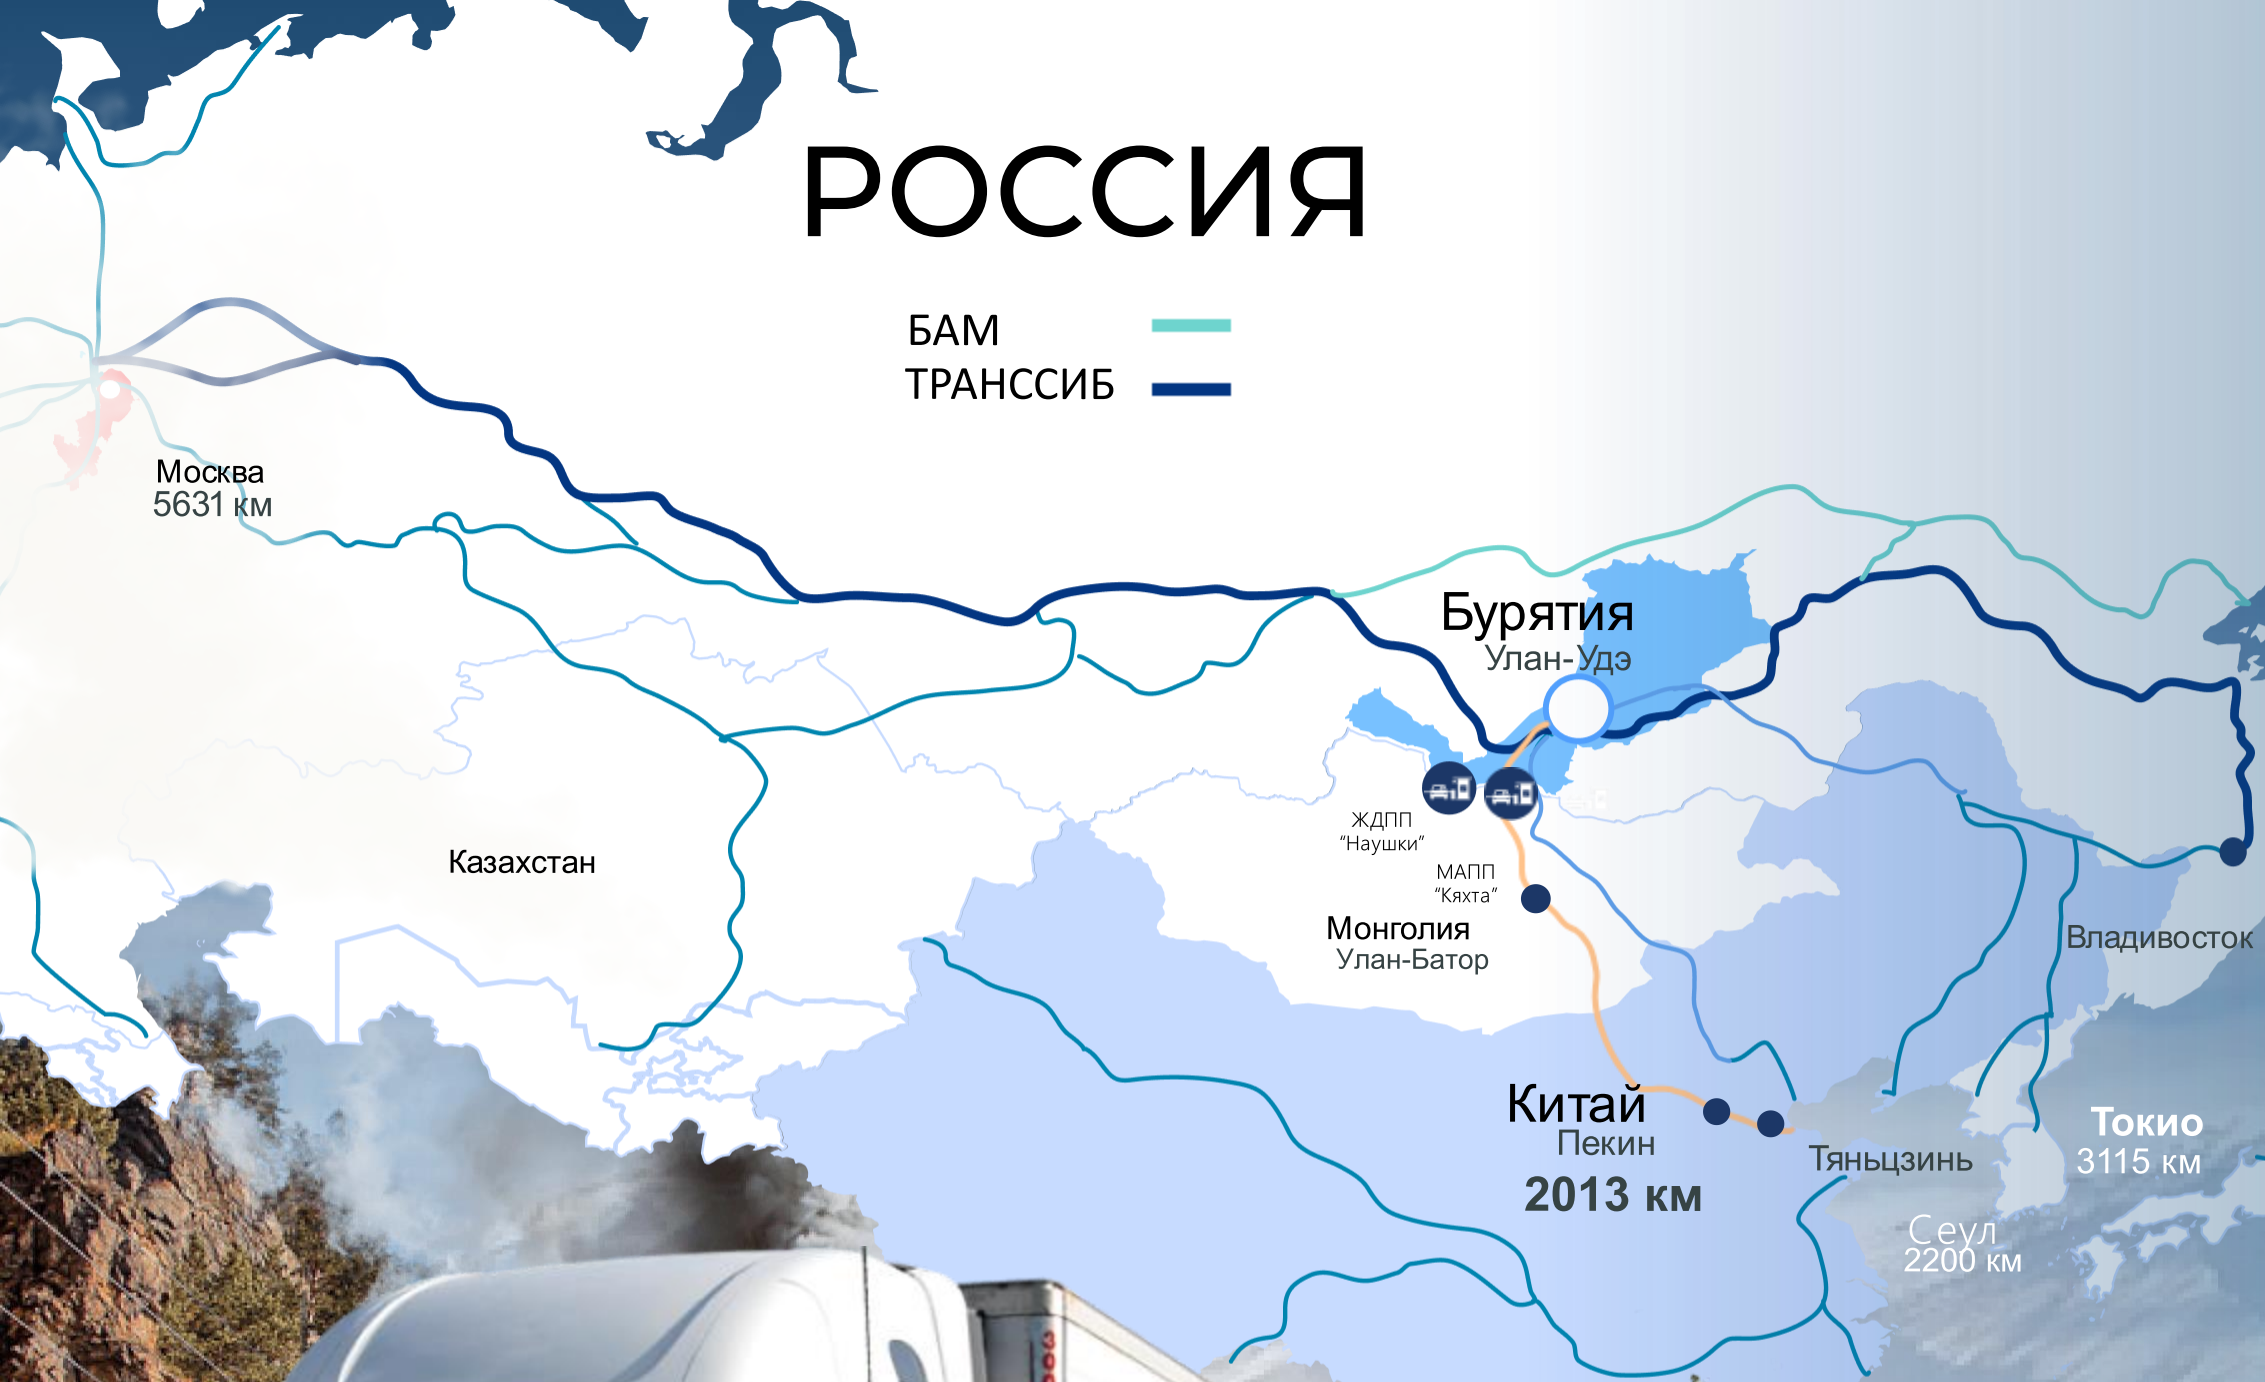 РОССИЯ
БАМ
ТРАНССИБ
Москва
5631 км
Бурятия
Улан-Удэ
Казахстан
ЖДПП
“Наушки”
МАПП
“Кяхта”
Монголия
Улан-Батор
Владивосток
Китай
Пекин
2013 км
Тяньцзинь
Токио
3115 км
Сеул
2200 км